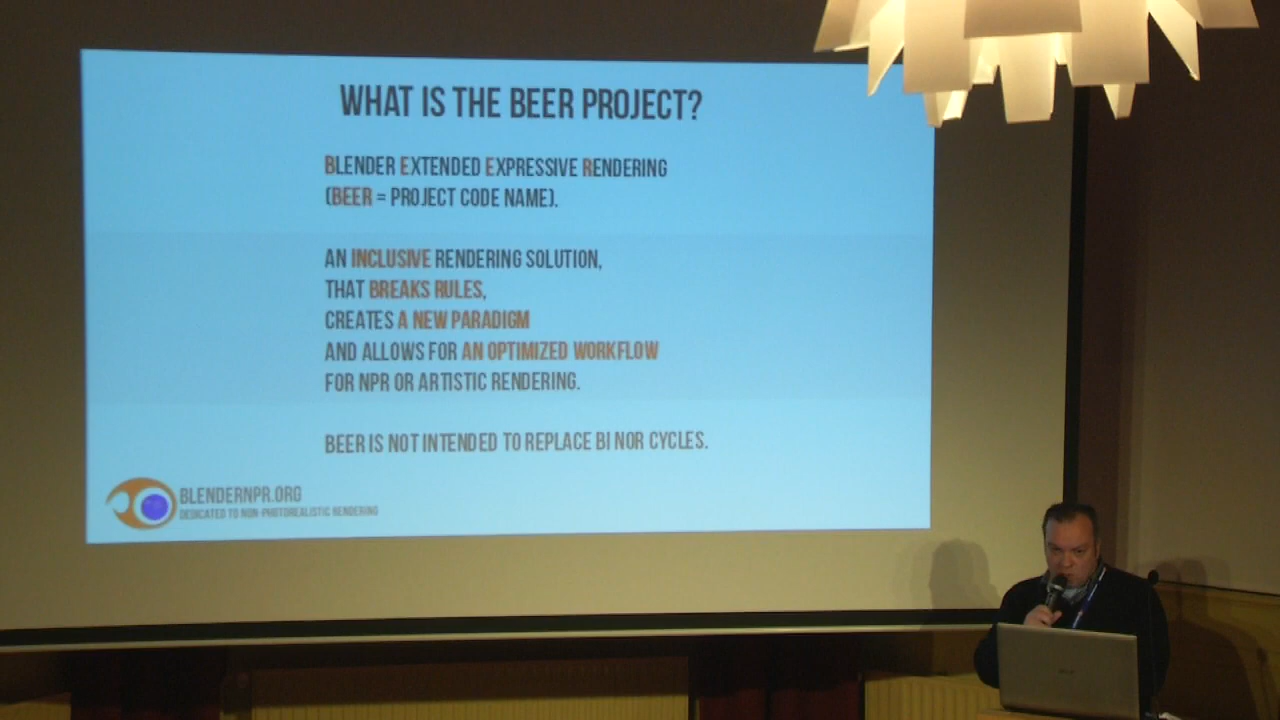 WHAT IS THE BEER PROJECT?
BLENDER EXTENDED EXPRESSIVE RENDERING
(BEER = PROJECT CODE NAME).
AN INCLUSIVE RENDERING SOLUTION,
THAT BREAKS RULES,
CREATES A NEW PARADIGM
AND ALLOWS FOR AN OPTIMIZED WORKFLOW
FOR NPR OR ARTISTIC RENDERING.
BEER IS NOT INTENDED TO REPLACE BI NOR CYCLES.
BLENDERNPR.ORG
DEDICATED TO NON-PHOTOREALISTIC RENDERING